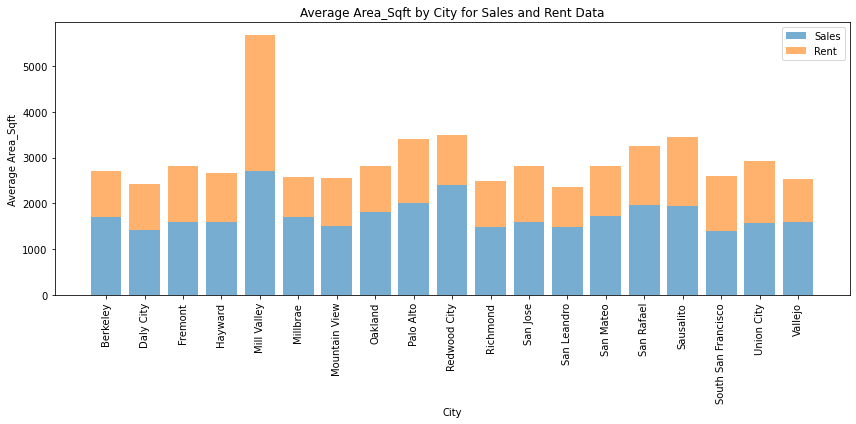 Average Area_Sqft by City for Sales and Rent Data
Sales
Rent
Average Area_Sqft
5000
4000
3000
2000
1000
0
Berkeley
Daly City
Fremont
Hayward
Mill Valley
Millbrae
Mountain View
Oakland
Palo Alto
Redwood City
Richmond
San Jose
San Leandro
San Mateo
San Rafael
Sausalito
South San Francisco
Union City
Vallejo
City